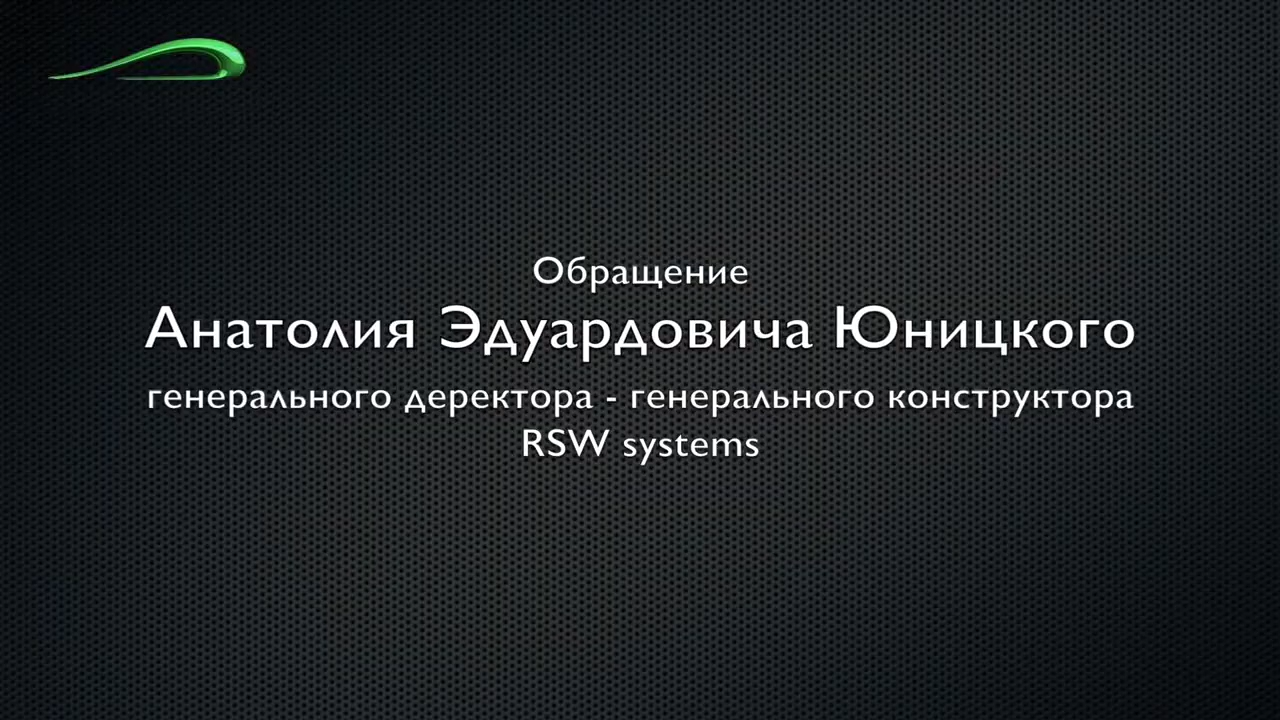 Обращение
Анатолия Эдуардовича Юницкого
генерального деректора - генерального конструктора
RSW systems